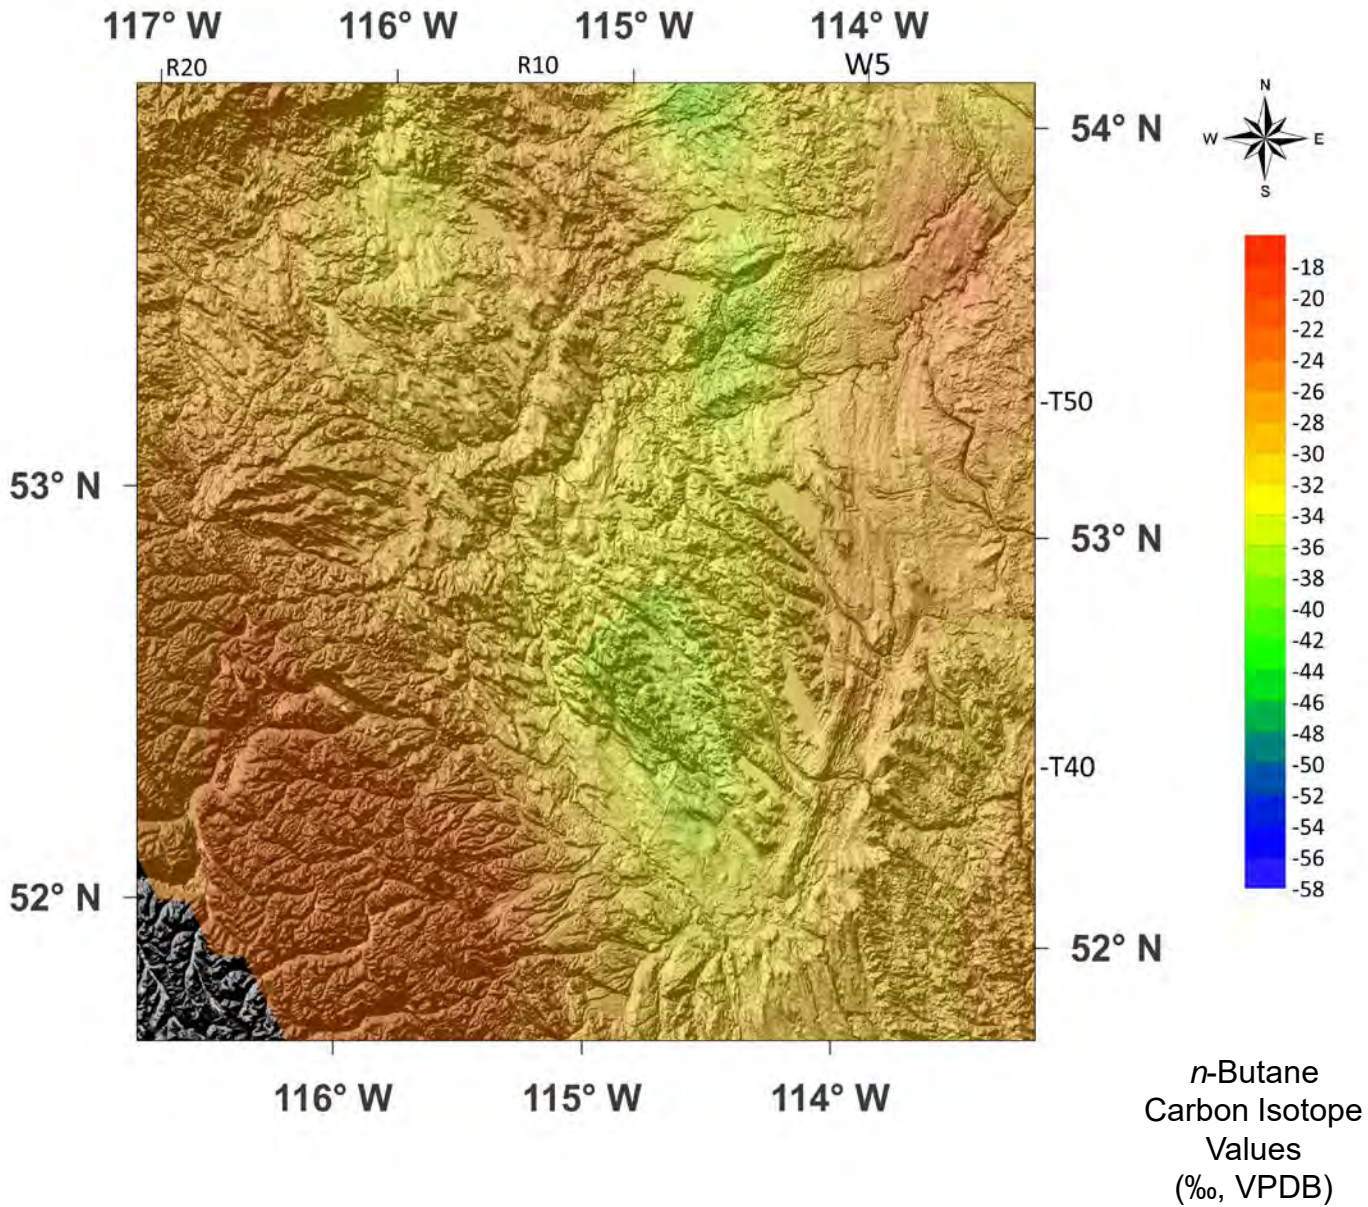 117° W 116° W 115° W 114° W
R20 R10 W5
N
54° N
W E
S
-18
-20
-22
-24
-T50
-26
-28
-30
53° N
-32
-34
53° N
-36
-38
-40
-42
-44
-46
-48
-T40
-50
-52
-54
-56
52° N
-58
52° N
116° W 115° W 114° W
n-Butane
Carbon Isotope
Values
(‰, VPDB)